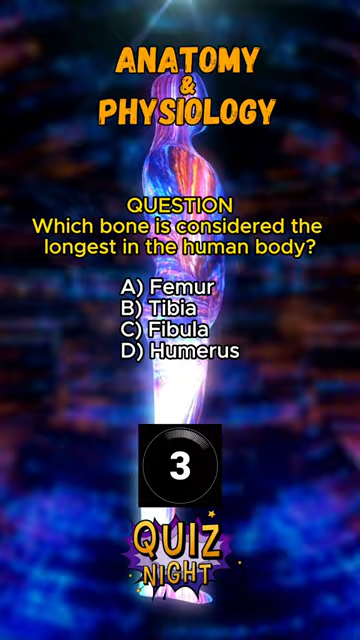 ANATOMY
&
PHYSIOLOGY
QUESTION
Which bone is considered the
longest in the human body?
A) Femur
B) Tibia
C) Fibula
D) Humerus
3
QUIZ
NIGHT